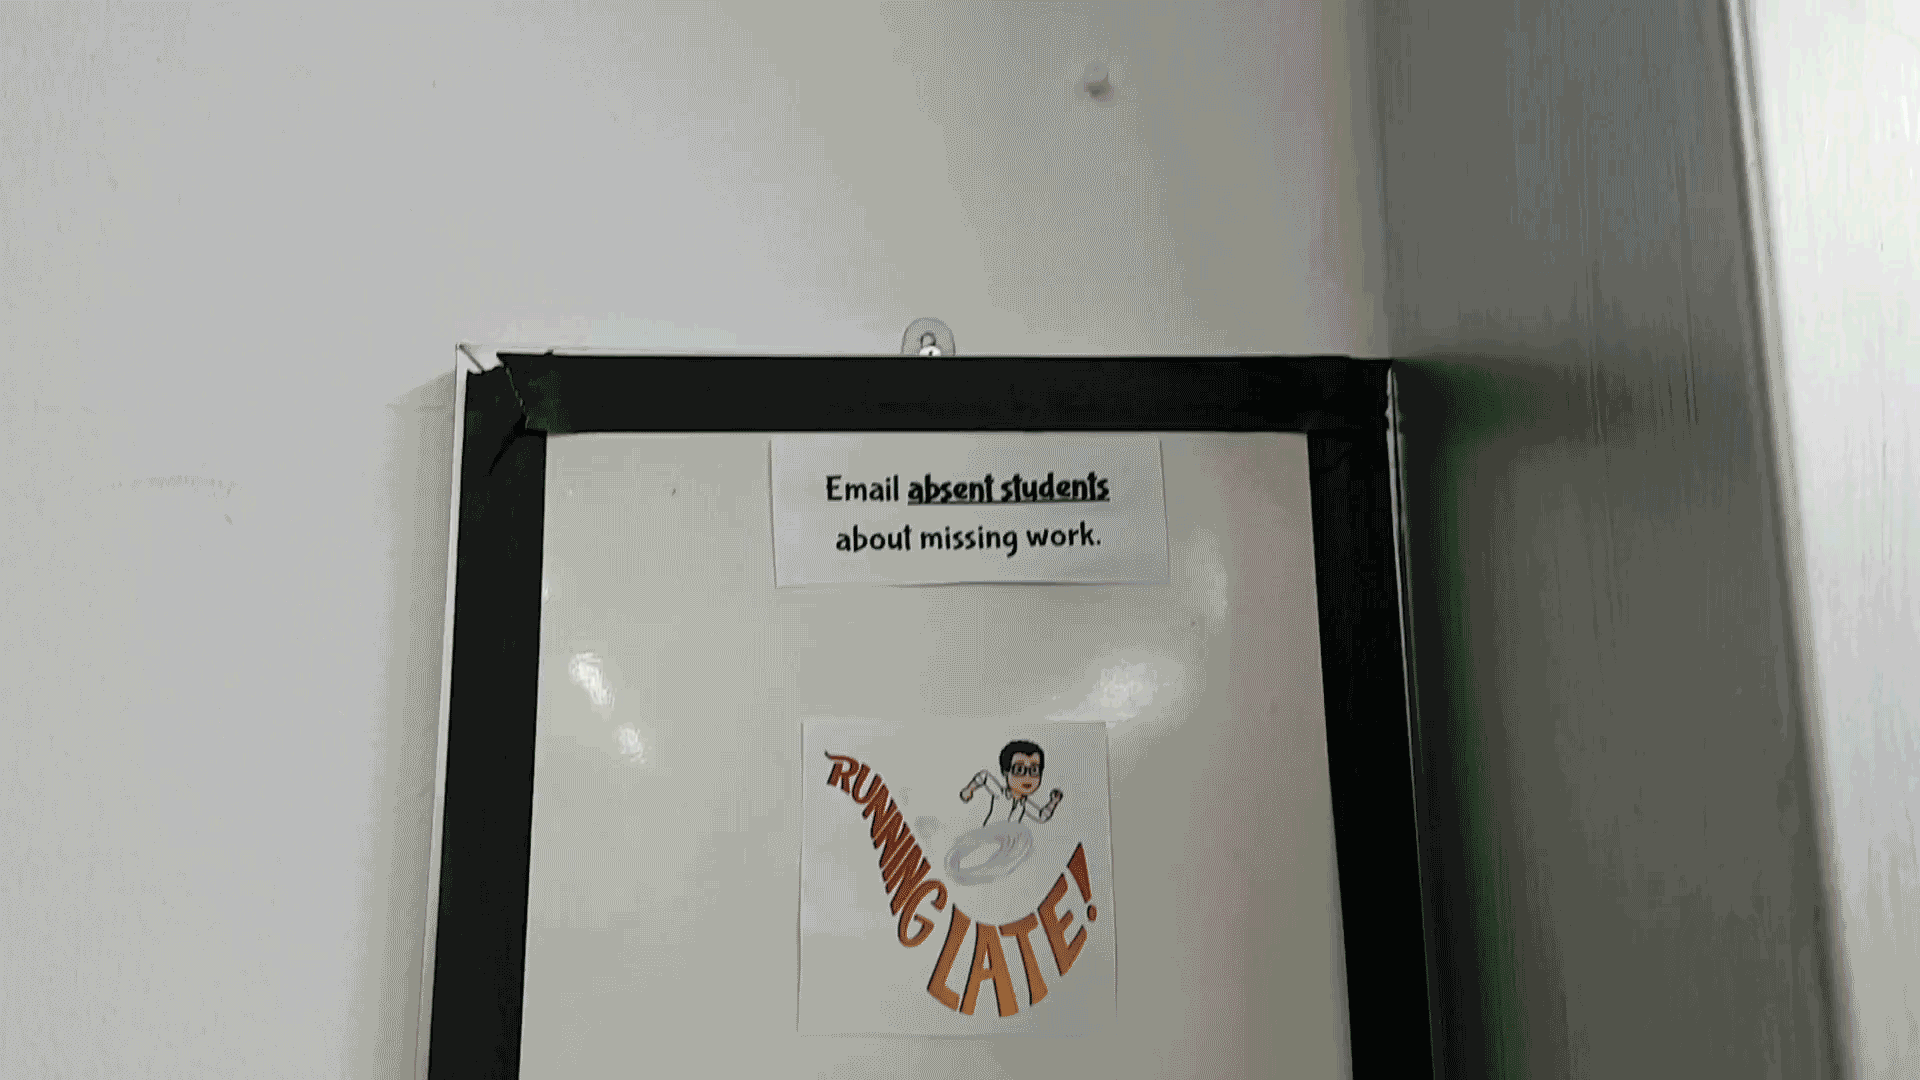 Email absent students
about missing work.
RUNNING LATE!